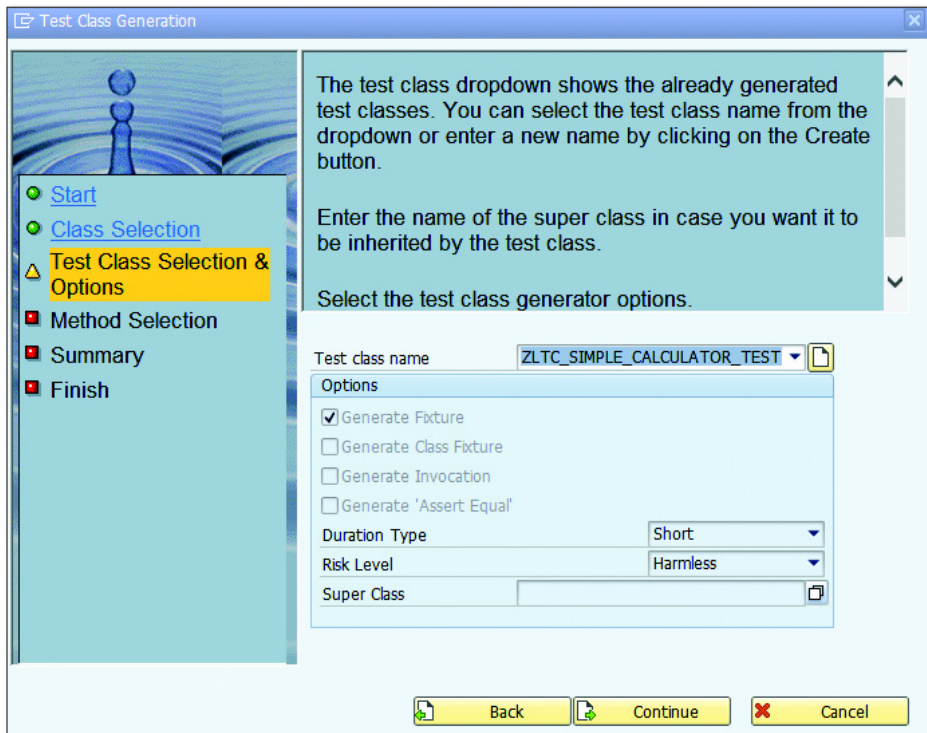 Test Class Generation
The test class dropdown shows the already generated
test classes. You can select the test class name from the
dropdown or enter a new name by clicking on the Create
button.
Enter the name of the super class in case you want it to
be inherited by the test class.
Select the test class generator options.
Start
Class Selection
Test Class Selection &
Options
Method Selection
Summary
Finish
Test class name ZLTC_SIMPLE_CALCULATOR_TEST
Options
Generate Fixture
Generate Class Fixture
Generate Invocation
Generate 'Assert Equal'
Duration Type Short
Risk Level Harmless
Super Class
Back Continue Cancel